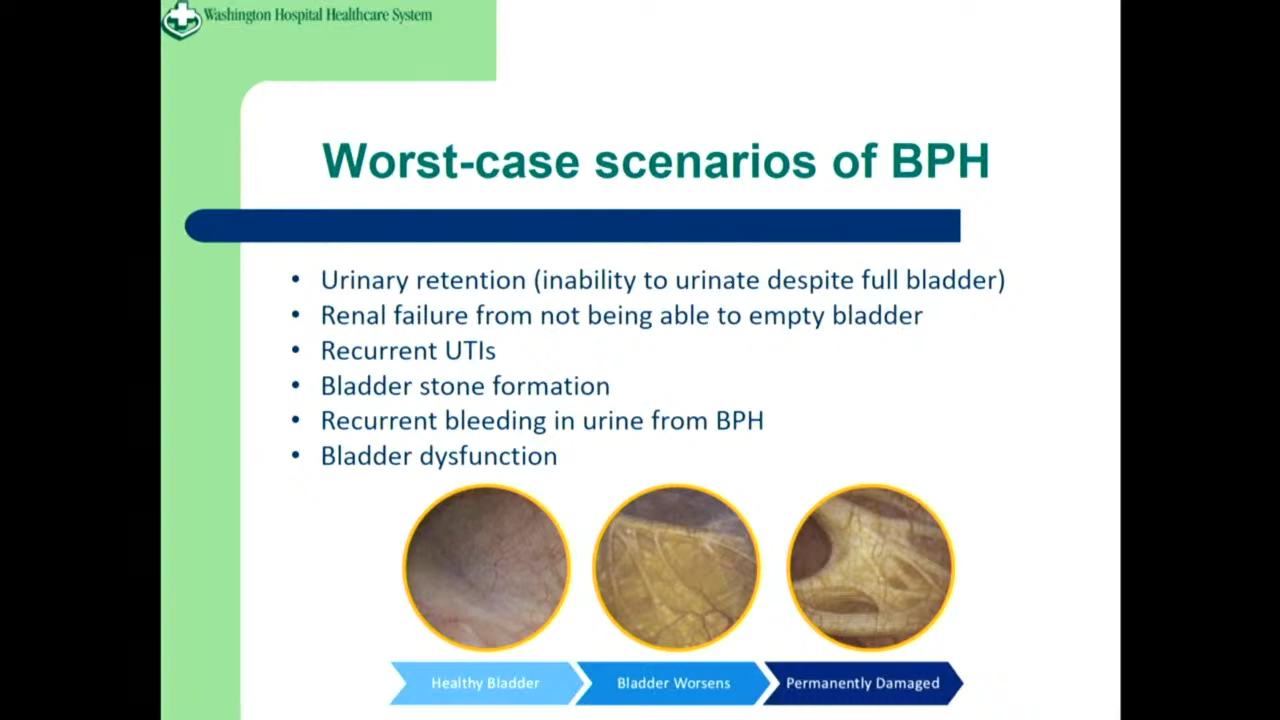 Washington Hospital Healthcare System
Worst-case scenarios of BPH
• Urinary retention (inability to urinate despite full bladder)
• Renal failure from not being able to empty bladder
• Recurrent UTIs
• Bladder stone formation
• Recurrent bleeding in urine from BPH
• Bladder dysfunction
Healthy Bladder
Bladder Worsens
Permanently Damaged